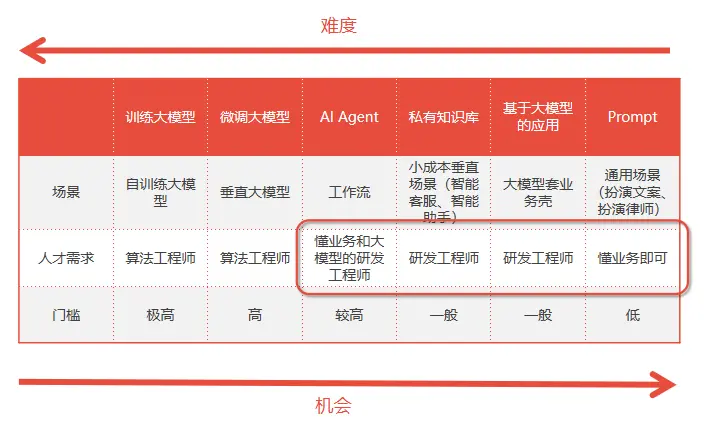 难度
训练大模型 微调大模型 AI Agent 私有知识库 基于大模型的应用 Prompt
场景 自训练大模型 垂直大模型 工作流 小成本垂直场景（智能客服、智能助手） 大模型套业务壳 通用场景（扮演文案、扮演律师）
人才需求 算法工程师 算法工程师 懂业务和大模型的研发工程师 研发工程师 研发工程师 懂业务即可
门槛 极高 高 较高 一般 一般 低
机会